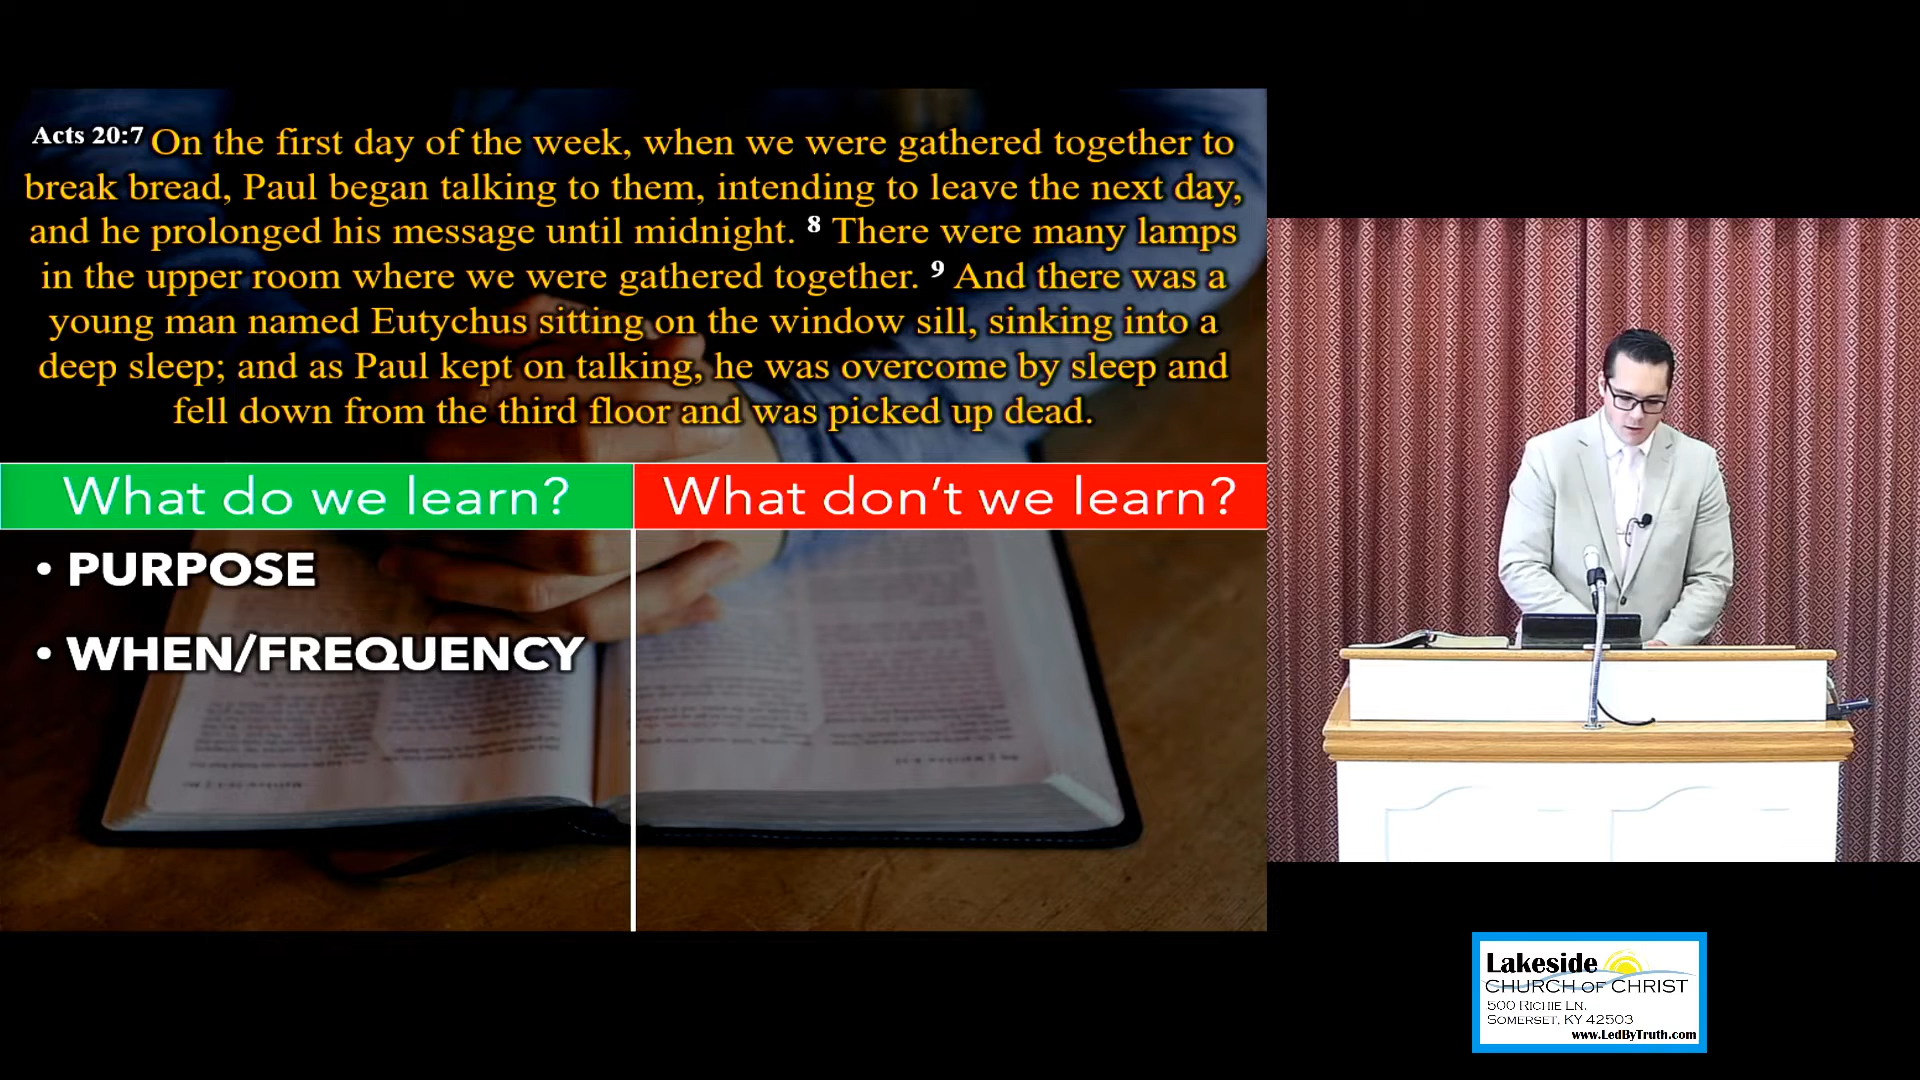 Acts 20:7 On the first day of the week, when we were gathered together to
break bread, Paul began talking to them, intending to leave the next day,
and he prolonged his message until midnight. 8 There were many lamps
in the upper room where we were gathered together. 9 And there was a
young man named Eutychus sitting on the window sill, sinking into a
deep sleep; and as Paul kept on talking, he was overcome by sleep and
fell down from the third floor and was picked up dead.
What do we learn?
What don't we learn?
• PURPOSE
• WHEN/FREQUENCY
Lakeside
CHURCH OF CHRIST
500 RICHIE LN.
SOMERSET, KY 42503
www.LedByTruth.com